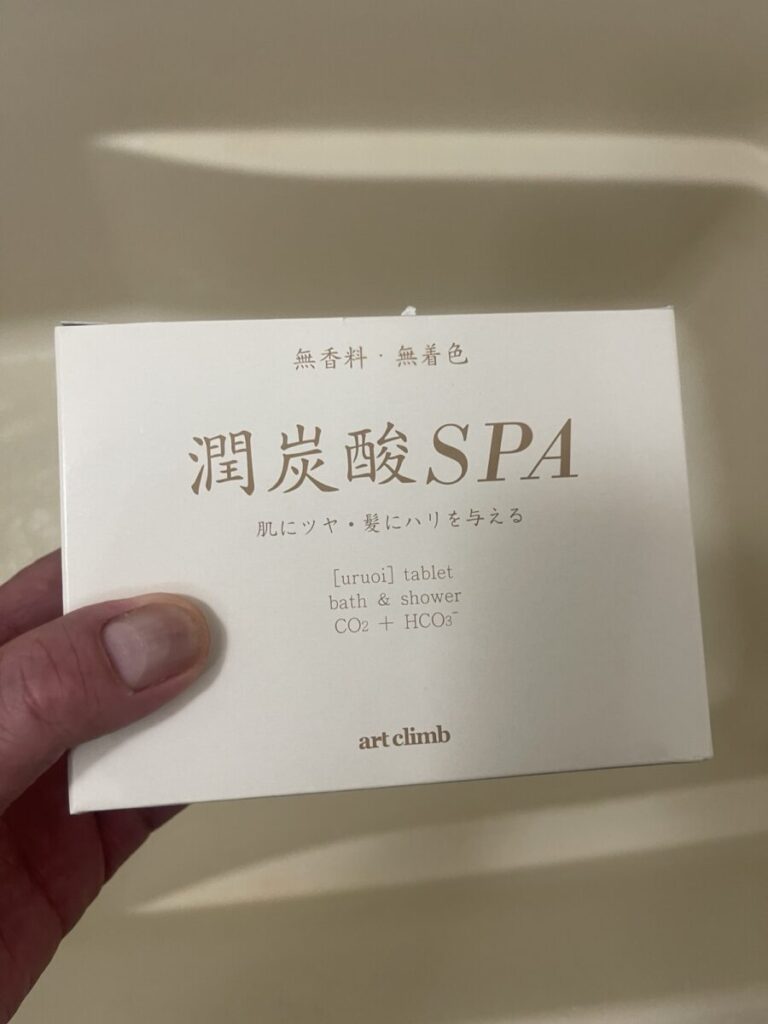 無香料・無着色
潤炭酸SPA
肌にツヤ・髪にハリを与える
[uruoi] tablet
bath & shower
CO₂ + HCO₃⁻
art climb